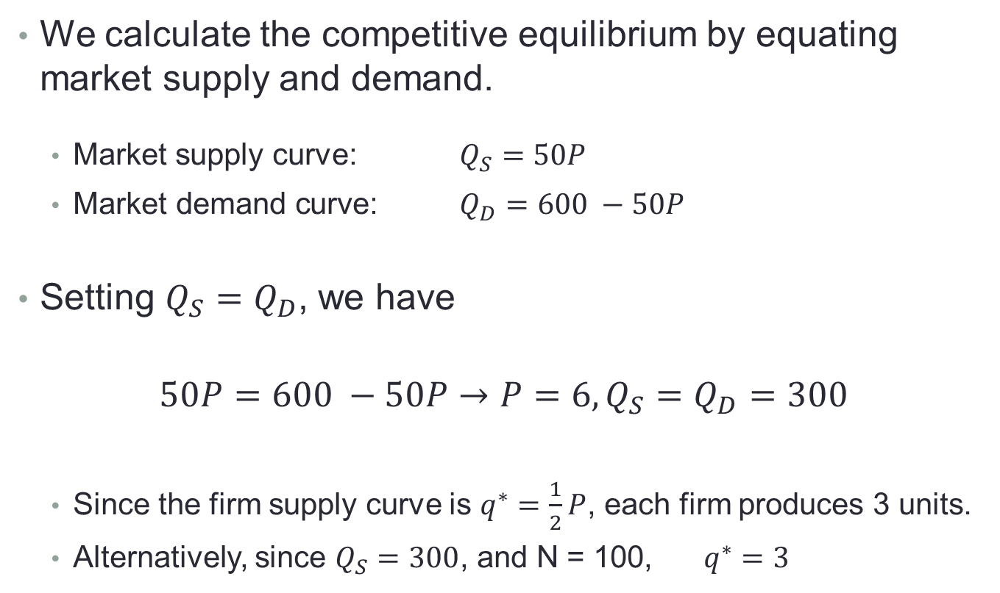 • We calculate the competitive equilibrium by equating
market supply and demand.
• Market supply curve: $Q_S = 50P$
• Market demand curve: $Q_D = 600 - 50P$
• Setting $Q_S = Q_D$, we have
$50P = 600 - 50P \rightarrow P = 6, Q_S = Q_D = 300$
• Since the firm supply curve is $q^* = \frac{1}{2}P$, each firm produces 3 units.
• Alternatively, since $Q_S = 300$, and N = 100, $q^* = 3$